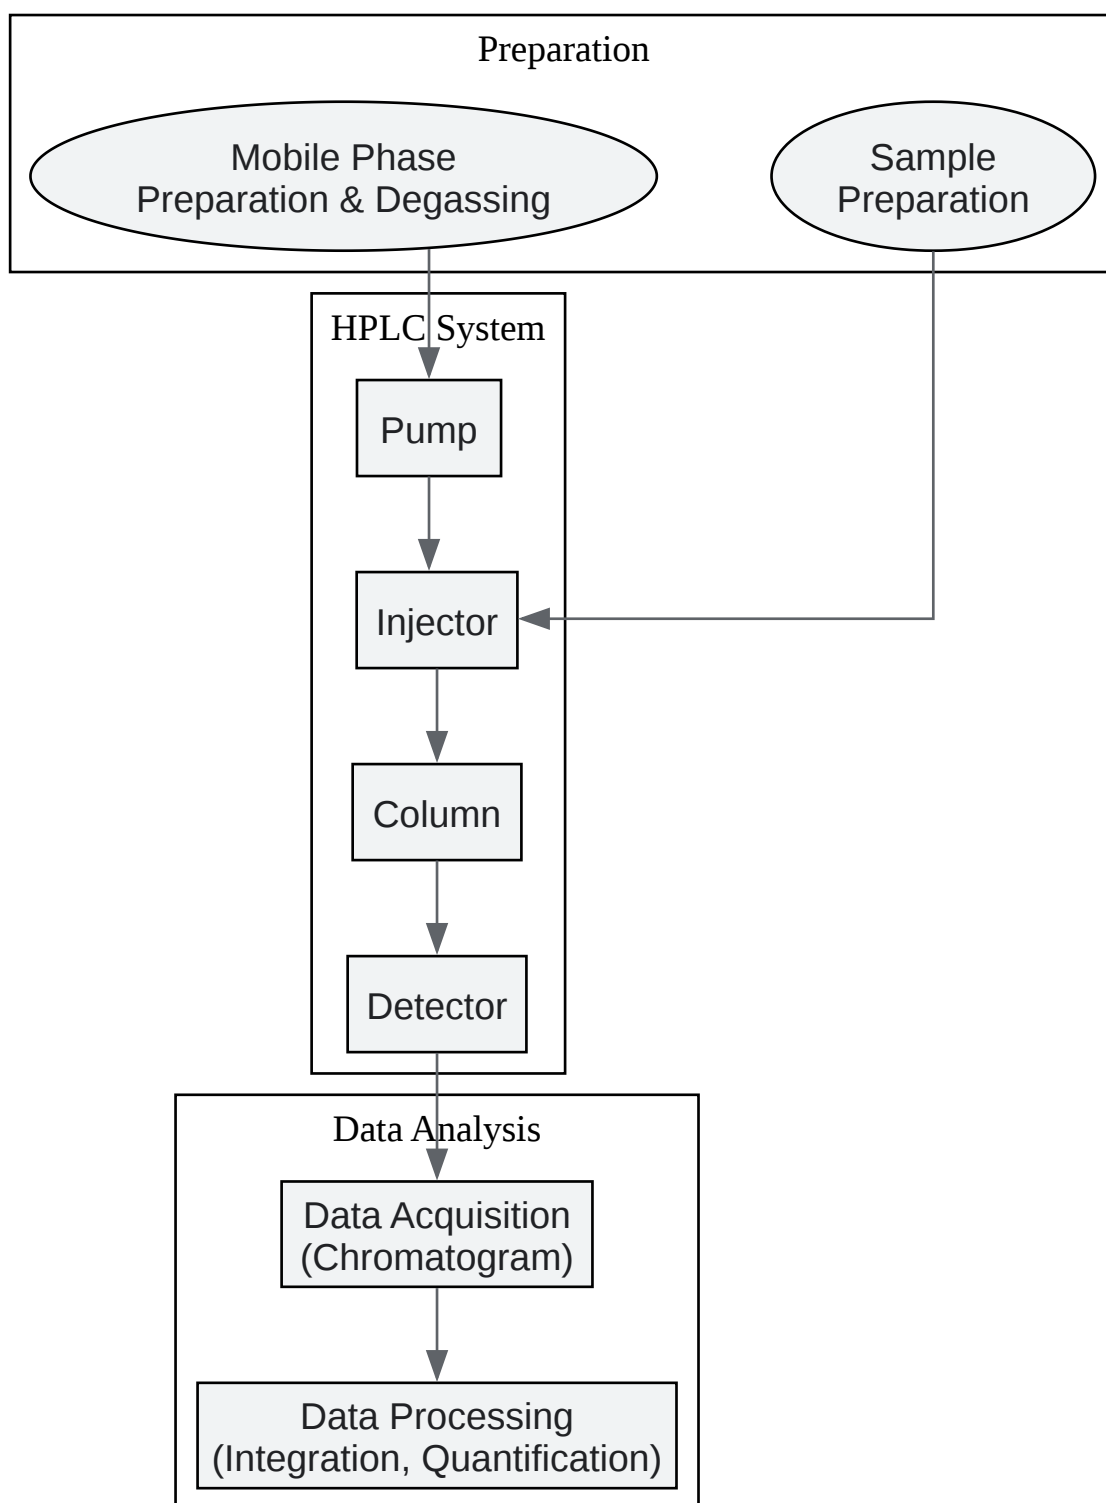 Preparation
Mobile Phase
Preparation & Degassing
Sample
Preparation
HPLC System
Pump
Injector
Column
Detector
Data Analysis
Data Acquisition
(Chromatogram)
Data Processing
(Integration, Quantification)